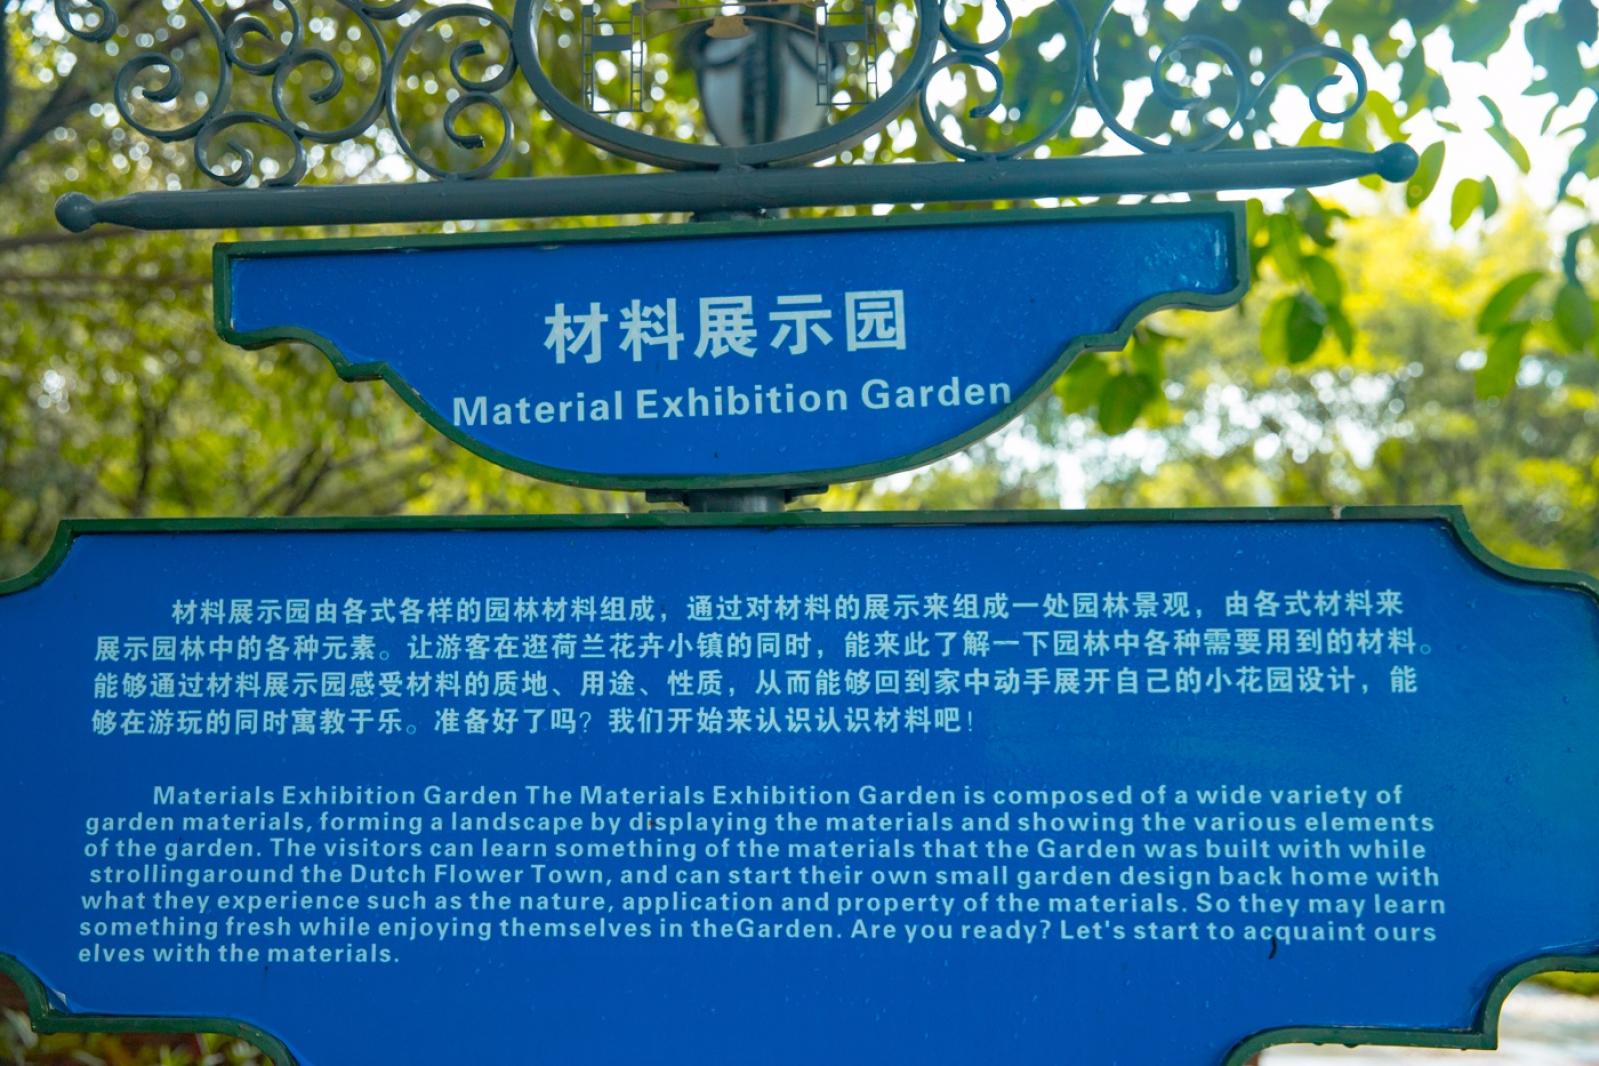 材料展示园
Material Exhibition Garden
材料展示园由各式各样的园林材料组成，通过对材料的展示来组成一处园林景观，由各式材料来
展示园林中的各种元素。让游客在逛荷兰花卉小镇的同时，能来此了解一下园林中各种需要用到的材料。
能够通过材料展示园感受材料的质地、用途、性质，从而能够回到家中动手展开自己的小花园设计，能
够在游玩的同时寓教于乐。准备好了吗？我们开始来认识认识材料吧！
Materials Exhibition Garden The Materials Exhibition Garden is composed of a wide variety of
garden materials, forming a landscape by displaying the materials and showing the various elements
of the garden. The visitors can learn something of the materials that the Garden was built with while
strollingaround the Dutch Flower Town, and can start their own small garden design back home with
what they experience such as the nature, application and property of the materials. So they may learn
something fresh while enjoying themselves in theGarden. Are you ready? Let's start to acquaint ours
elves with the materials.